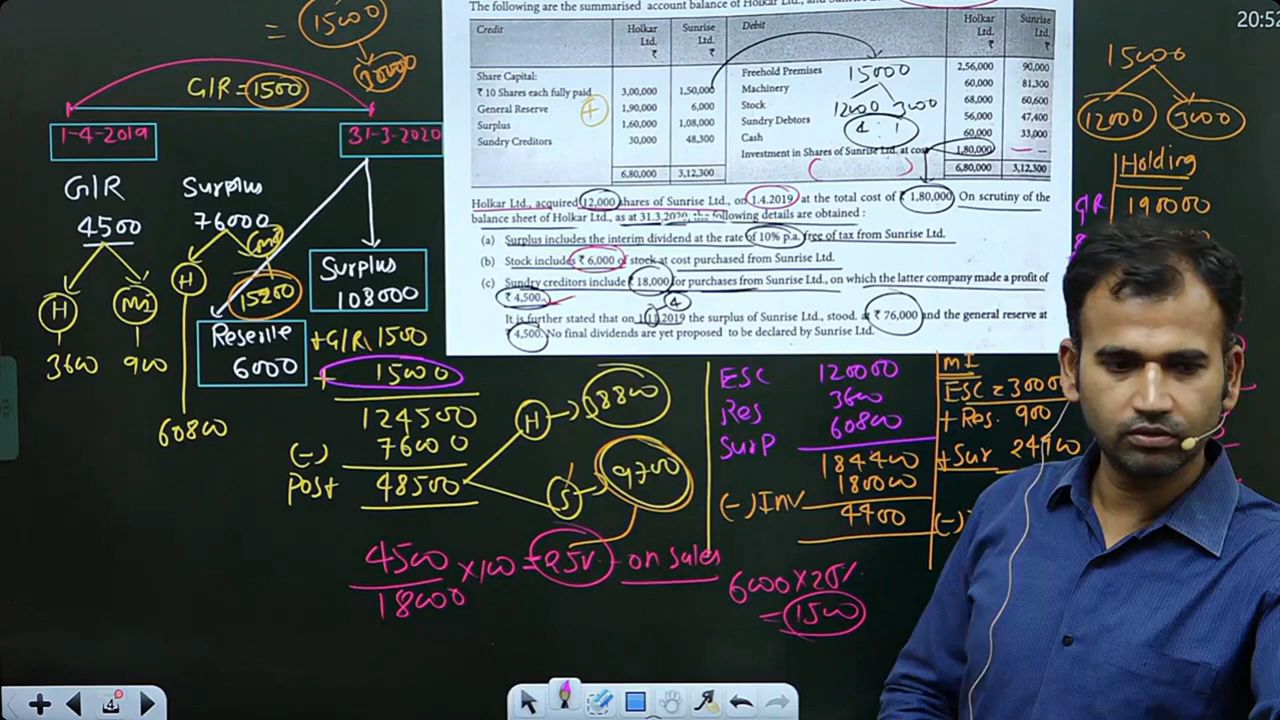 The following are the summarised account balance of Holkar Ltd., and
Credit Holkar Ltd. ₹ Sunrise Ltd. ₹ Debit Holkar Ltd. ₹ Sunrise Ltd. ₹
Share Capital: Freehold Premises 2,56,000 90,000
₹ 10 Shares each fully paid 3,00,000 1,50,000 Machinery 60,000 81,300
General Reserve 1,90,000 6,000 Stock 68,000 60,600
Surplus 1,60,000 1,08,000 Sundry Debtors 56,000 47,400
Sundry Creditors 30,000 48,300 Cash 60,000 33,000
Investment in Shares of Sunrise Ltd. at cost 1,80,000 —
6,80,000 3,12,300 6,80,000 3,12,300
Holkar Ltd., acquired 12,000 shares of Sunrise Ltd., on 1.4.2019 at the total cost of ₹ 1,80,000/ On scrutiny of the
balance sheet of Holkar Ltd., as at 31.3.2020, the following details are obtained :
(a) Surplus includes the interim dividend at the rate of 10% p.a. free of tax from Sunrise Ltd.
(b) Stock includes ₹ 6,000 of stock at cost purchased from Sunrise Ltd.
(c) Sundry creditors include ₹ 18,000 for purchases from Sunrise Ltd., on which the latter company made a profit of
₹ 4,500.
It is further stated that on 2019 the surplus of Sunrise Ltd., stood. at ₹ 76,000 and the general reserve at
₹ 4,500. No final dividends are yet proposed to be declared by Sunrise Ltd.
15000
12000 3000
4 : 1
20:52
= 15000
G/R = 1500
1-4-2019
31-3-2020
G/R
4500
H
MI
3600 900
Surplus
76000
H
MI
15200
60800
Reserve
6000
Surplus
108000
+G/R 1500
+ 15000
124500
(-) 76000
Post 48500
H → 38800
S → 9700
4500
18000 × 100 = 25% on sales
ESC 120000
Res 3600
Surp 60800
184400
(-) Inv 180000
4400
6000 × 25%
= 1500
MI
ESC = 30000
+ Res. 900
+ Sur 24900
(-)
15000
12000 3000
Holding
G/R 190000
4